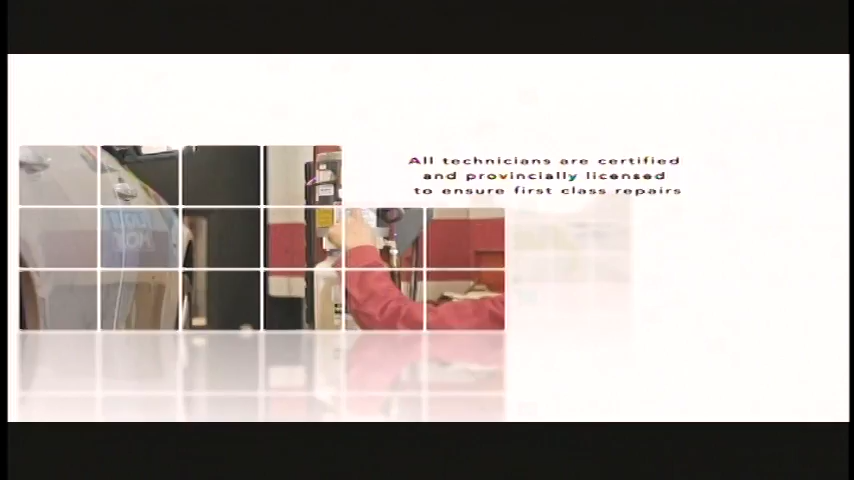 All technicians are certified
and provincially licensed
to ensure first class repairs